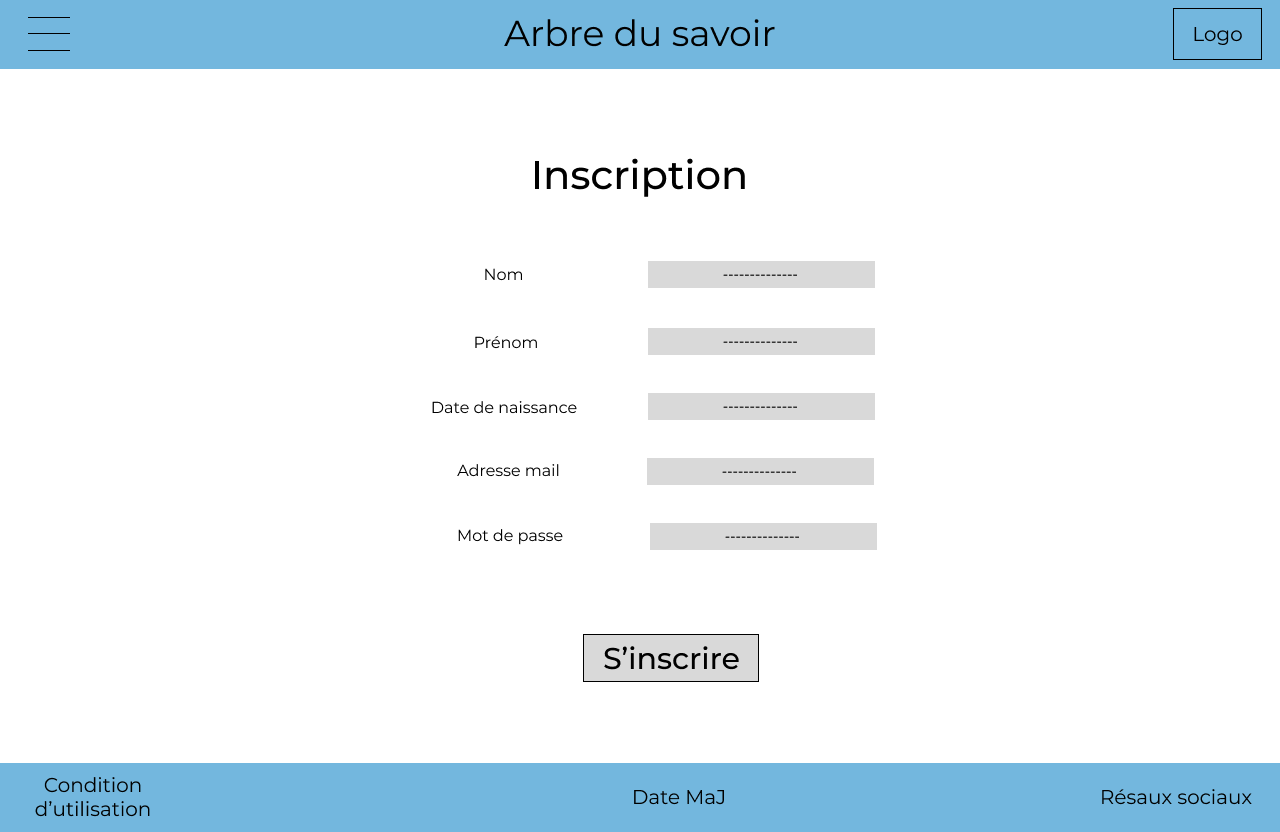 Arbre du savoir
Logo
Inscription
Nom
--------------
Prénom
--------------
Date de naissance
--------------
Adresse mail
--------------
Mot de passe
--------------
S’inscrire
Condition
d’utilisation
Date MaJ
Résaux sociaux